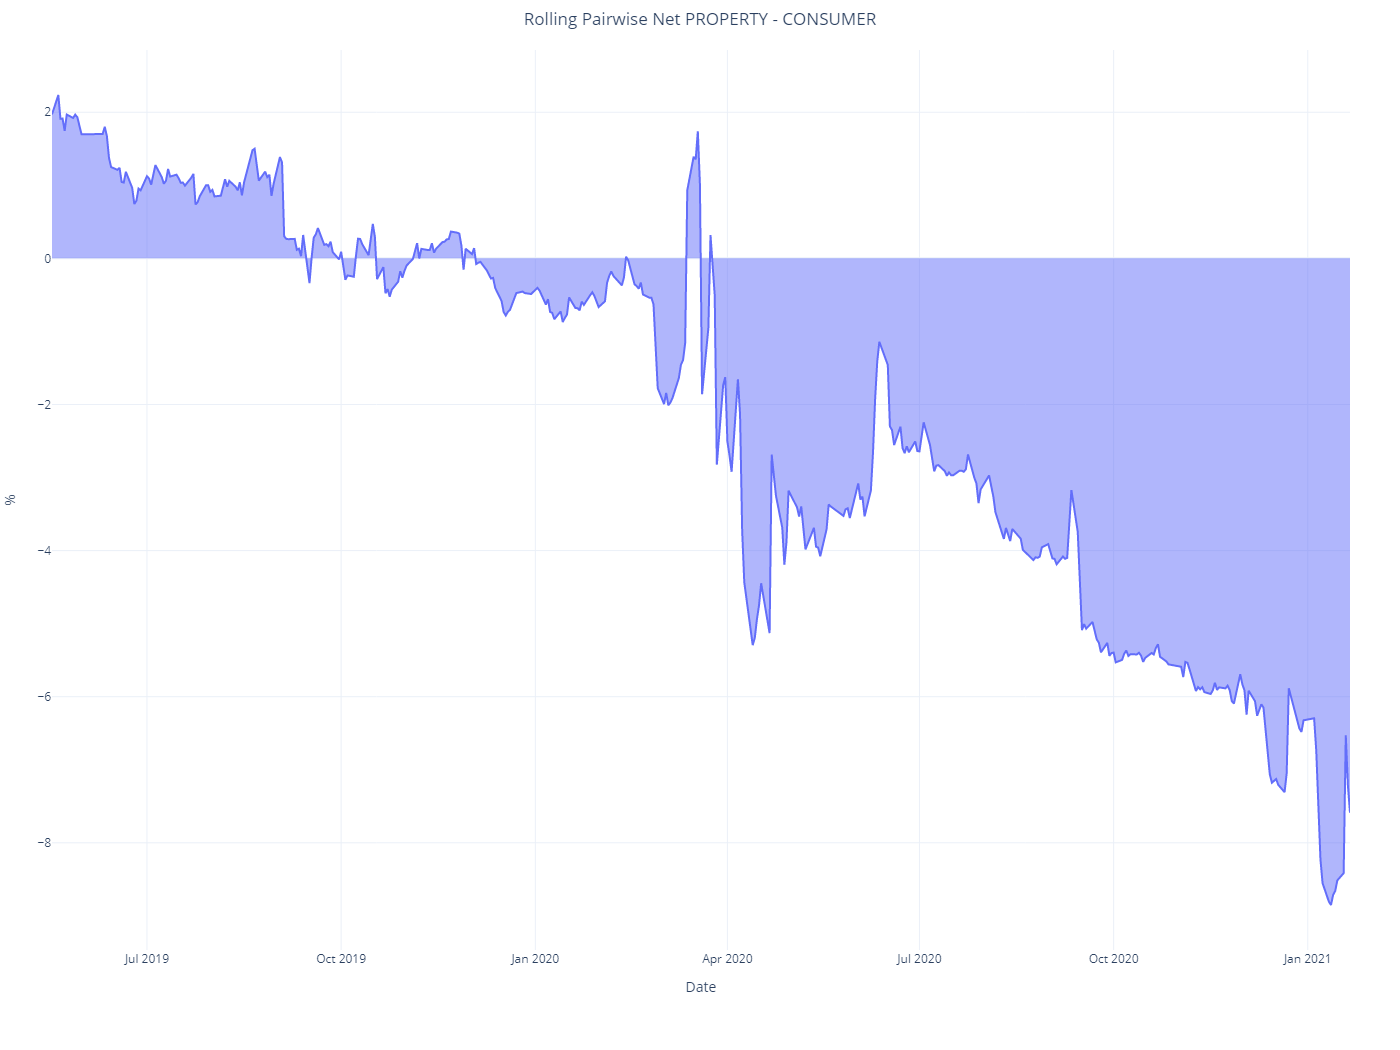 Rolling Pairwise Net PROPERTY - CONSUMER
2
0
−2
−4
−6
−8
%
Jul 2019
Oct 2019
Jan 2020
Apr 2020
Jul 2020
Oct 2020
Jan 2021
Date